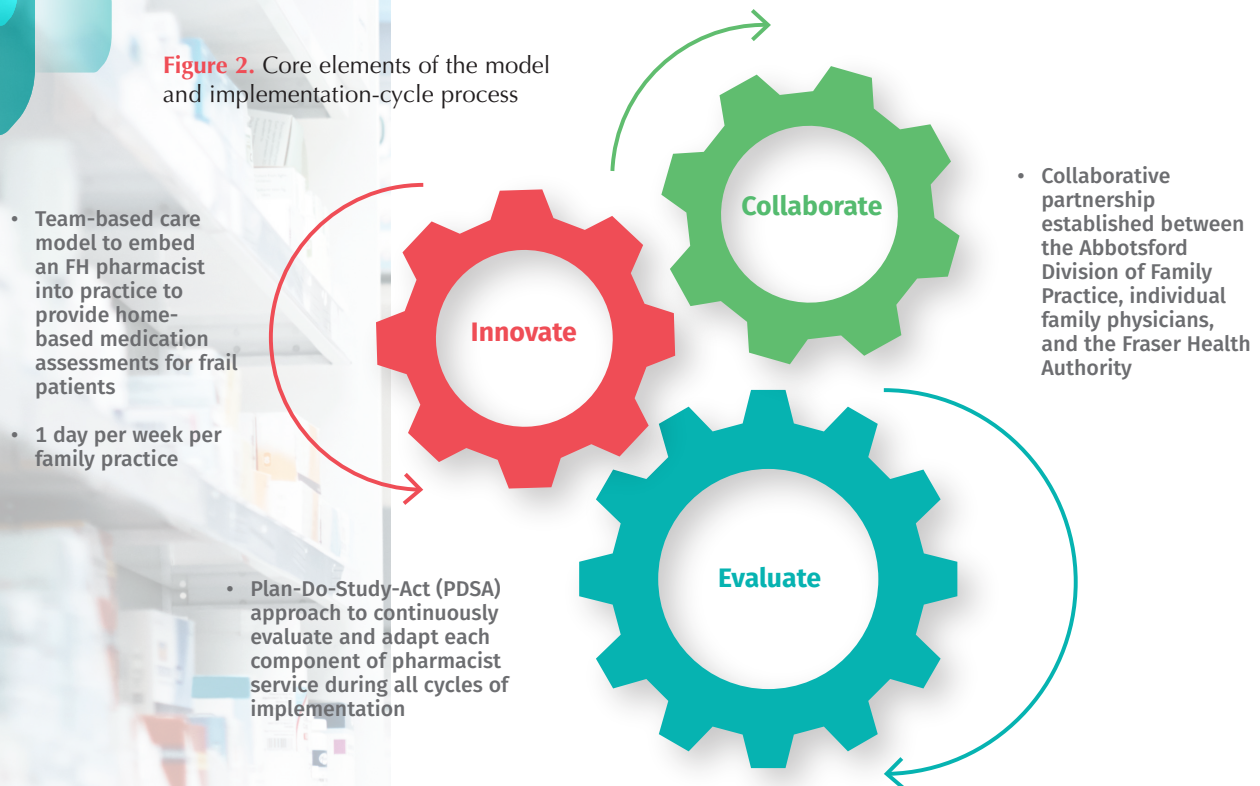 Figure 2. Core elements of the model
and implementation-cycle process
Collaborate
• Collaborative
partnership
established between
the Abbotsford
Division of Family
Practice, individual
family physicians,
and the Fraser Health
Authority
Innovate
• Team-based care
model to embed
an FH pharmacist
into practice to
provide home-
based medication
assessments for frail
patients
• 1 day per week per
family practice
Evaluate
• Plan-Do-Study-Act (PDSA)
approach to continuously
evaluate and adapt each
component of pharmacist
service during all cycles of
implementation